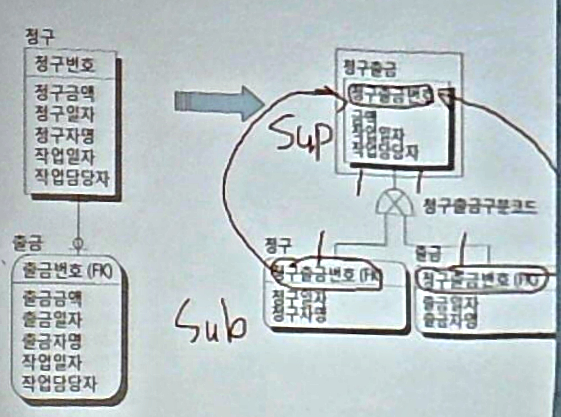 청구
청구번호
청구금액
청구일자
청구자명
작업일자
작업담당자
출금
출금번호 (FK)
출금금액
출금일자
출금자명
작업일자
작업담당자
청구출금
청구출금번호
금액
작업일자
작업담당자
Sup
청구출금구분코드
청구
청구출금번호 (FK)
청구일자
청구자명
Sub
출금
청구출금번호 (FK)
출금일자
출금자명